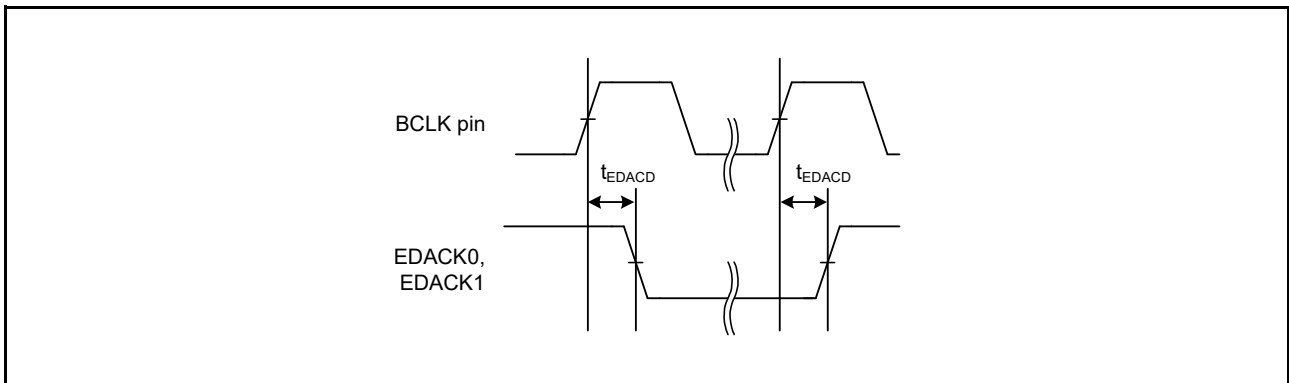 BCLK pin
tEDACD
tEDACD
EDACK0,
EDACK1